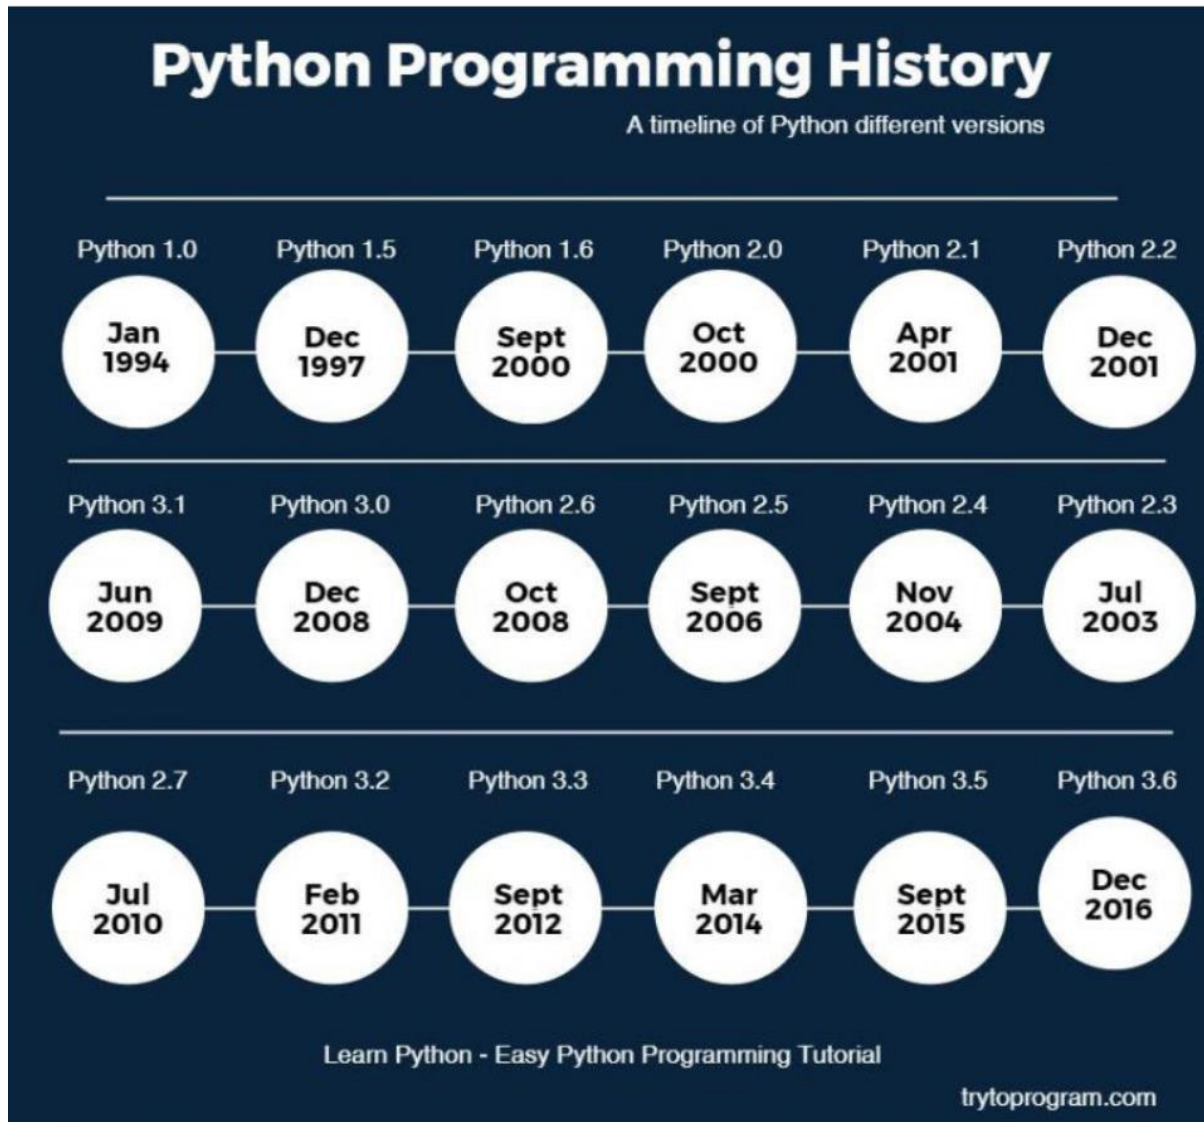 Python Programming History
A timeline of Python different versions
Python 1.0 Python 1.5 Python 1.6 Python 2.0 Python 2.1 Python 2.2
Jan Dec Sept Oct Apr Dec
1994 1997 2000 2000 2001 2001
Python 3.1 Python 3.0 Python 2.6 Python 2.5 Python 2.4 Python 2.3
Jun Dec Oct Sept Nov Jul
2009 2008 2008 2006 2004 2003
Python 2.7 Python 3.2 Python 3.3 Python 3.4 Python 3.5 Python 3.6
Jul Feb Sept Mar Sept Dec
2010 2011 2012 2014 2015 2016
Learn Python - Easy Python Programming Tutorial
trytoprogram.com